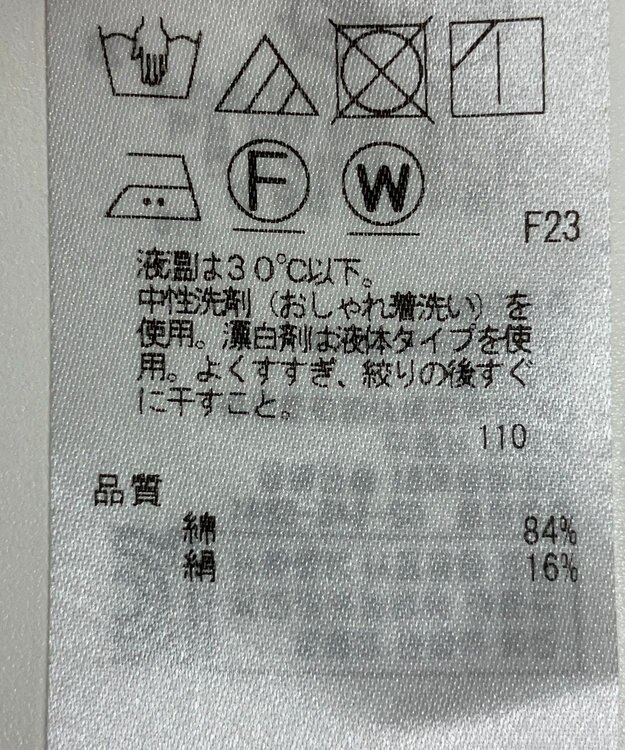 F W
F23
液温は30℃以下。
中性洗剤（おしゃれ着洗い）を
使用。漂白剤は液体タイプを使
用。よくすすぎ、絞りの後すぐ
に干すこと。
110
品質
綿 84%
絹 16%